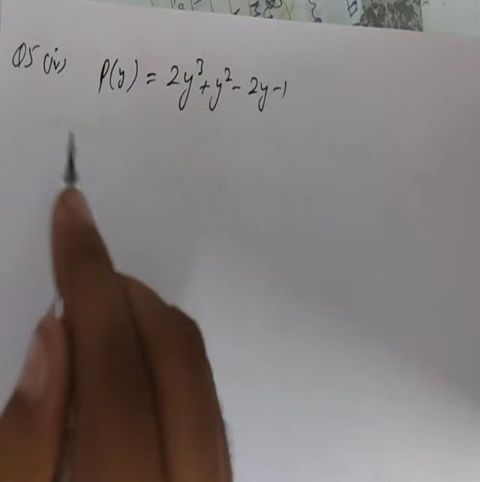 Q5 (iv) P(y) = 2y³+y²-2y-1